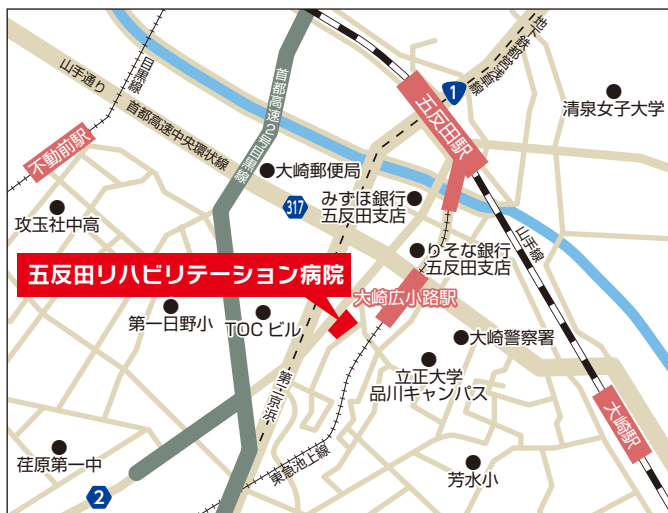 地下鉄都営浅草線
目黒線
山手通り
首都高速2号目黒線
1
五反田駅
清泉女子大学
首都高速中央環状線
不動前駅
大崎郵便局
みずほ銀行
五反田支店
317
攻玉社中高
山手線
りそな銀行
五反田支店
五反田リハビリテーション病院
大崎広小路駅
第一日野小
TOC ビル
大崎警察署
立正大学
品川キャンパス
第二京浜
大崎駅
荏原第一中
東急池上線
芳水小
2